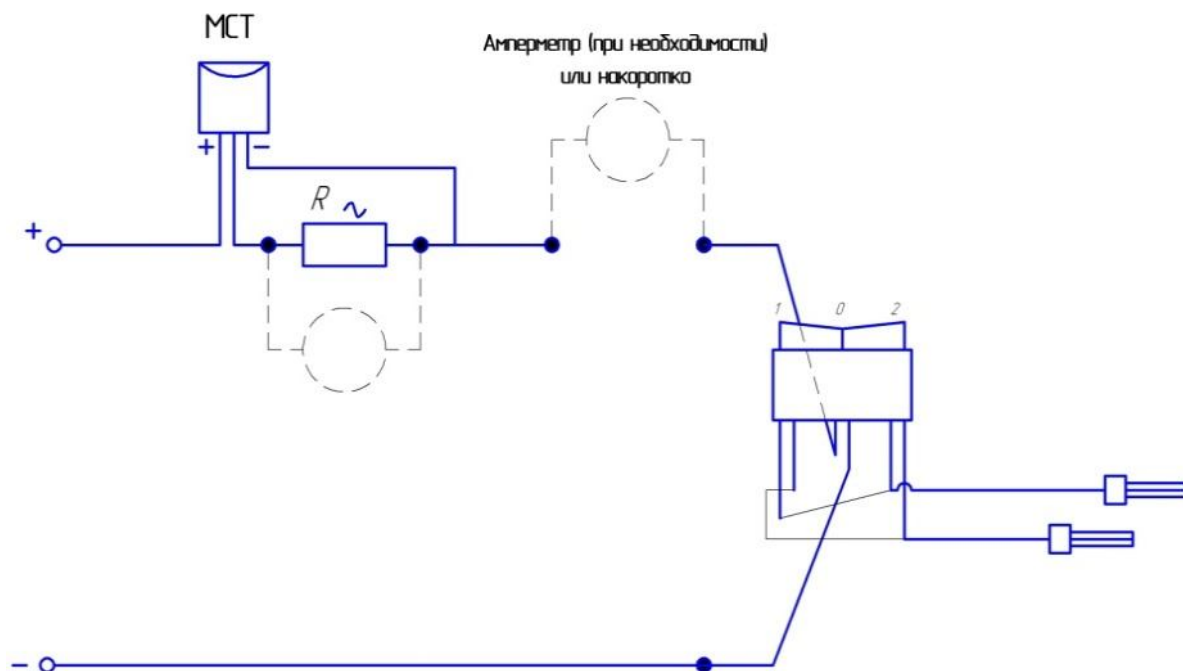 МСТ
Амперметр (при необходимости)
или накоротко
+ −
R
+
1 0 2
−